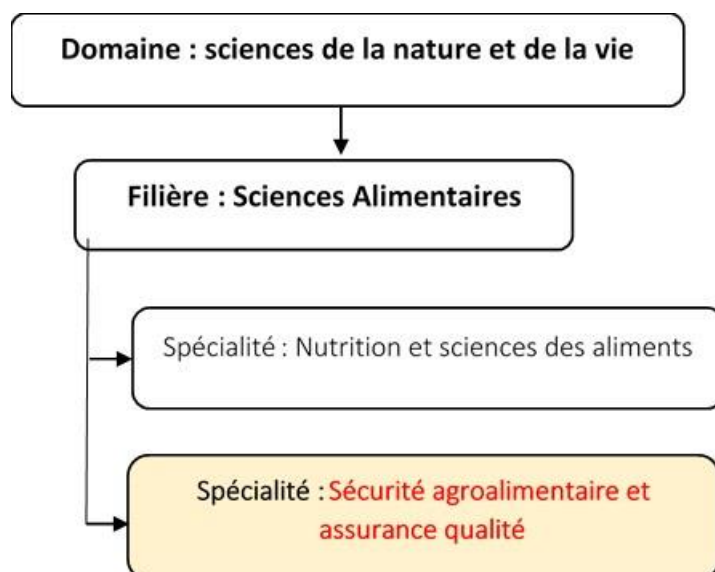 Domaine : sciences de la nature et de la vie
Filière : Sciences Alimentaires
Spécialité : Nutrition et sciences des aliments
Spécialité : Sécurité agroalimentaire et
assurance qualité